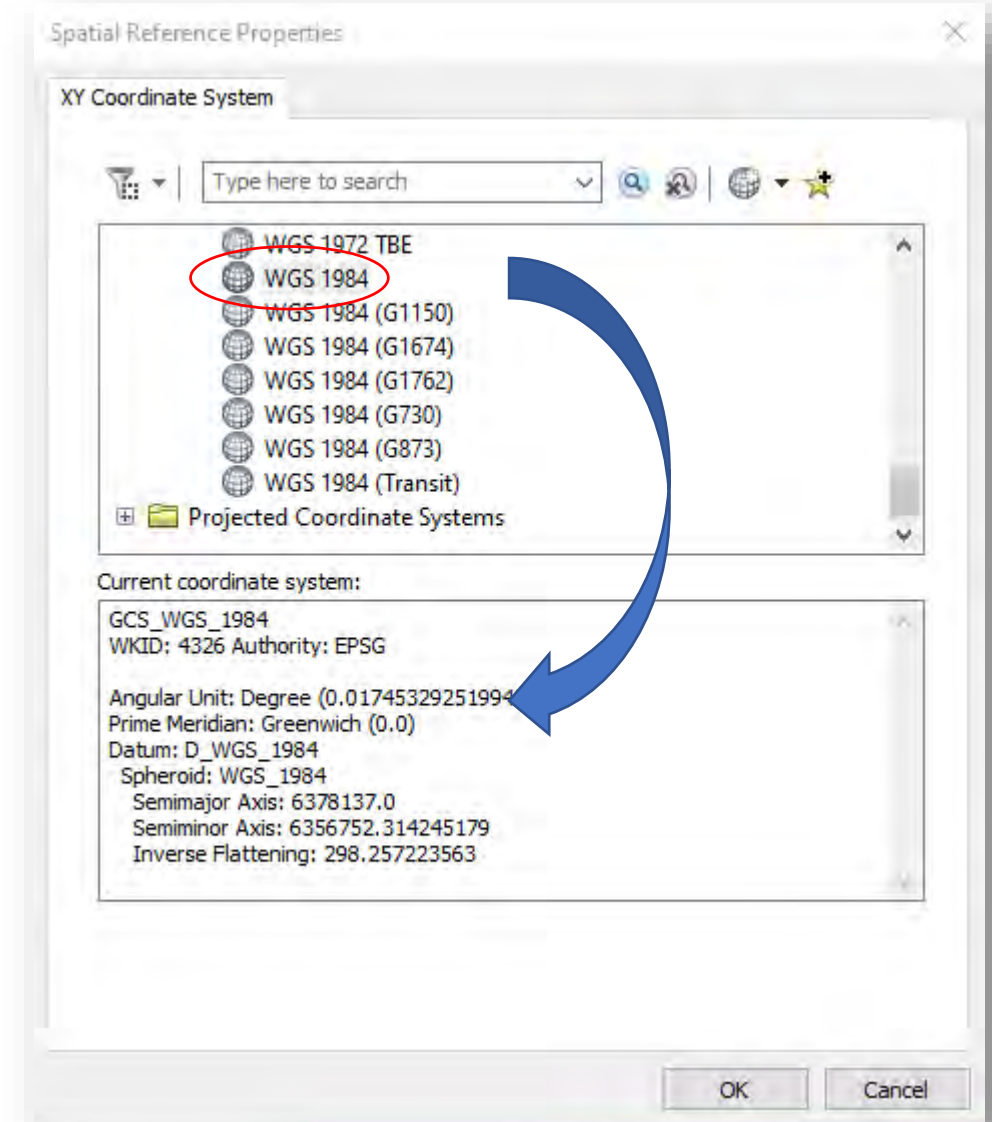 Spatial Reference Properties
XY Coordinate System
Type here to search
WGS 1972 TBE
WGS 1984
WGS 1984 (G1150)
WGS 1984 (G1674)
WGS 1984 (G1762)
WGS 1984 (G730)
WGS 1984 (G873)
WGS 1984 (Transit)
Projected Coordinate Systems
Current coordinate system:
GCS_WGS_1984
WKID: 4326 Authority: EPSG
Angular Unit: Degree (0.01745329251994
Prime Meridian: Greenwich (0.0)
Datum: D_WGS_1984
Spheroid: WGS_1984
Semimajor Axis: 6378137.0
Semiminor Axis: 6356752.314245179
Inverse Flattening: 298.257223563
OK Cancel